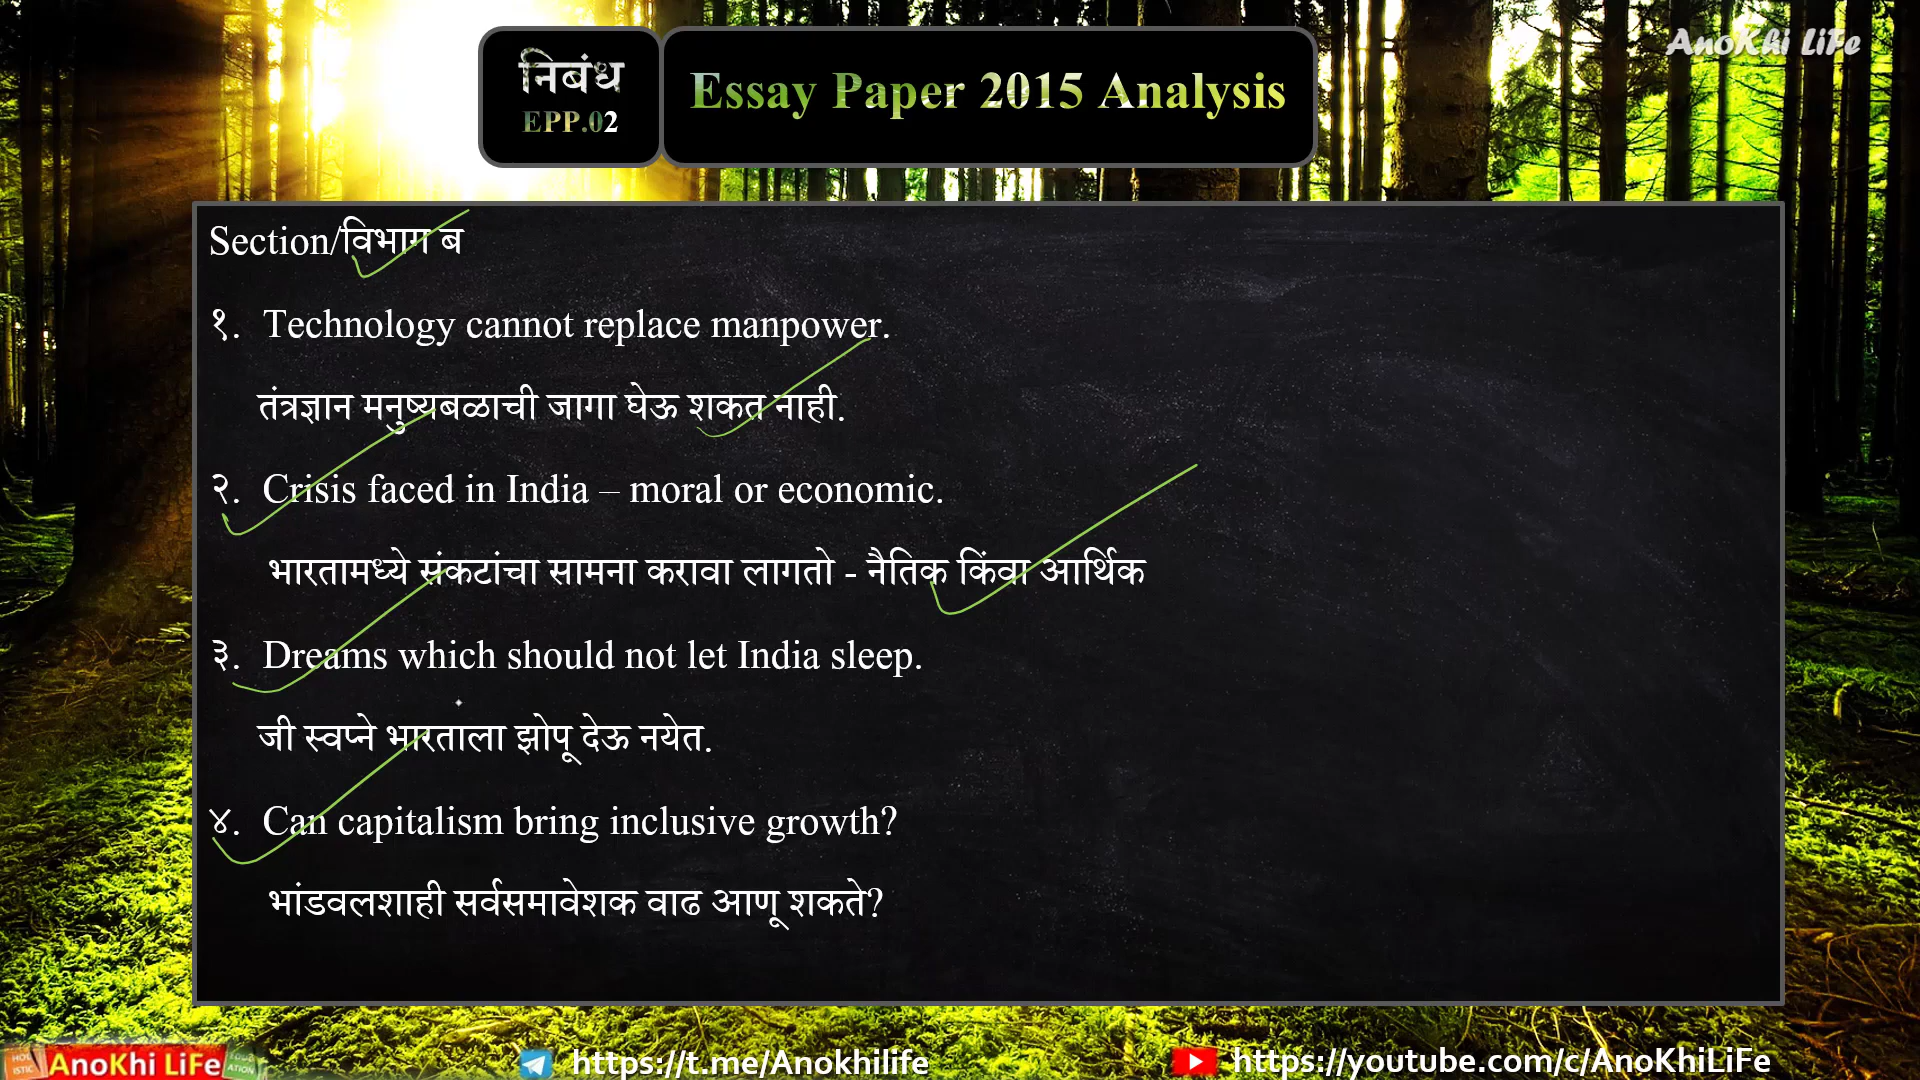 AnoKhi LiFe
निबंध
EPP.02
Essay Paper 2015 Analysis
Section/विभाग ब
१. Technology cannot replace manpower.
तंत्रज्ञान मनुष्यबळाची जागा घेऊ शकत नाही.
२. Crisis faced in India – moral or economic.
भारतामध्ये संकटांचा सामना करावा लागतो - नैतिक किंवा आर्थिक
३. Dreams which should not let India sleep.
जी स्वप्ने भारताला झोपू देऊ नयेत.
४. Can capitalism bring inclusive growth?
भांडवलशाही सर्वसमावेशक वाढ आणू शकते?
AnoKhi LiFe
https://t.me/Anokhilife
https://youtube.com/c/AnoKhiLiFe